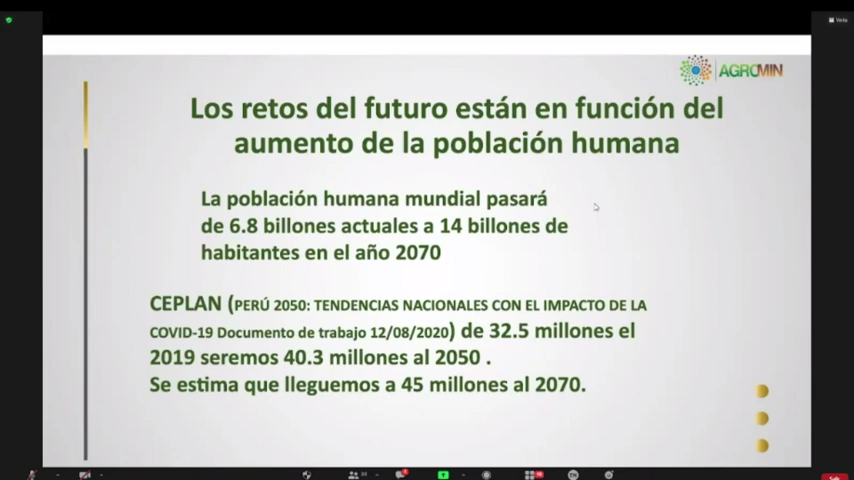 AGROMIN
Los retos del futuro están en función del
aumento de la población humana
La población humana mundial pasará
de 6.8 billones actuales a 14 billones de
habitantes en el año 2070
CEPLAN (PERÚ 2050: TENDENCIAS NACIONALES CON EL IMPACTO DE LA
COVID-19 Documento de trabajo 12/08/2020) de 32.5 millones el
2019 seremos 40.3 millones al 2050 .
Se estima que lleguemos a 45 millones al 2070.